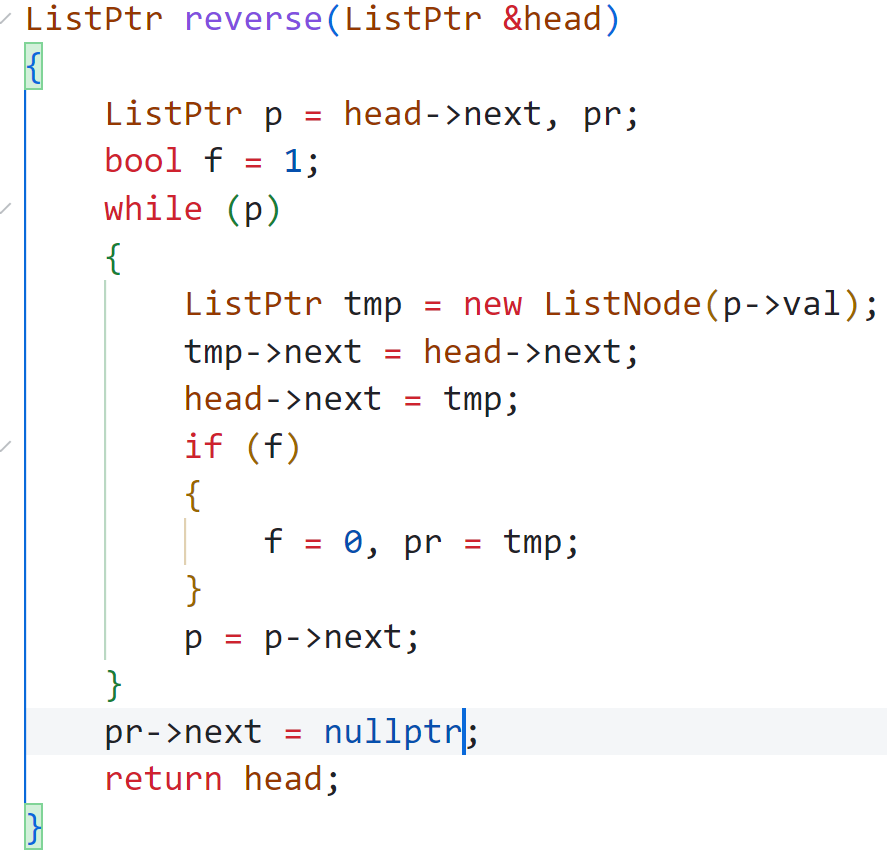 ListPtr reverse(ListPtr &head)
{
    ListPtr p = head->next, pr;
    bool f = 1;
    while (p)
    {
        ListPtr tmp = new ListNode(p->val);
        tmp->next = head->next;
        head->next = tmp;
        if (f)
        {
            f = 0, pr = tmp;
        }
        p = p->next;
    }
    pr->next = nullptr;
    return head;
}